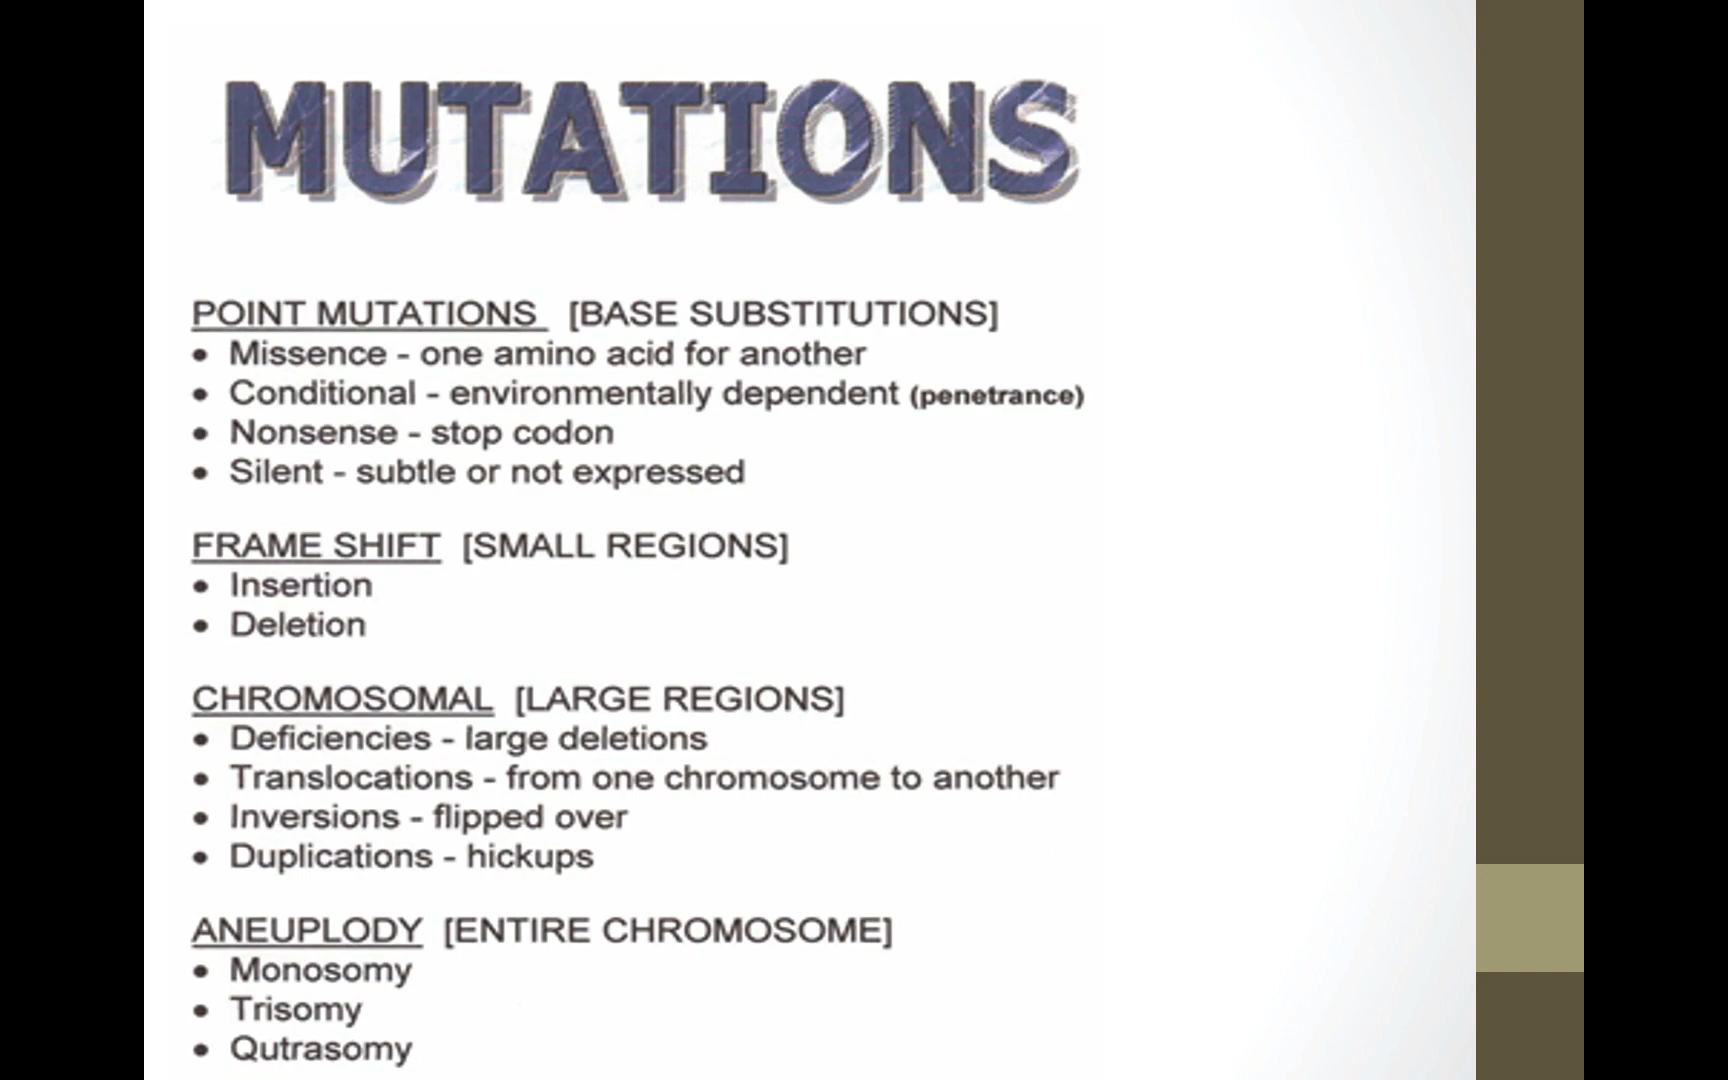 MUTATIONS
POINT MUTATIONS [BASE SUBSTITUTIONS]
• Missence - one amino acid for another
• Conditional - environmentally dependent (penetrance)
• Nonsense - stop codon
• Silent - subtle or not expressed
FRAME SHIFT [SMALL REGIONS]
• Insertion
• Deletion
CHROMOSOMAL [LARGE REGIONS]
• Deficiencies - large deletions
• Translocations - from one chromosome to another
• Inversions - flipped over
• Duplications - hickups
ANEUPLODY [ENTIRE CHROMOSOME]
• Monosomy
• Trisomy
• Qutrasomy